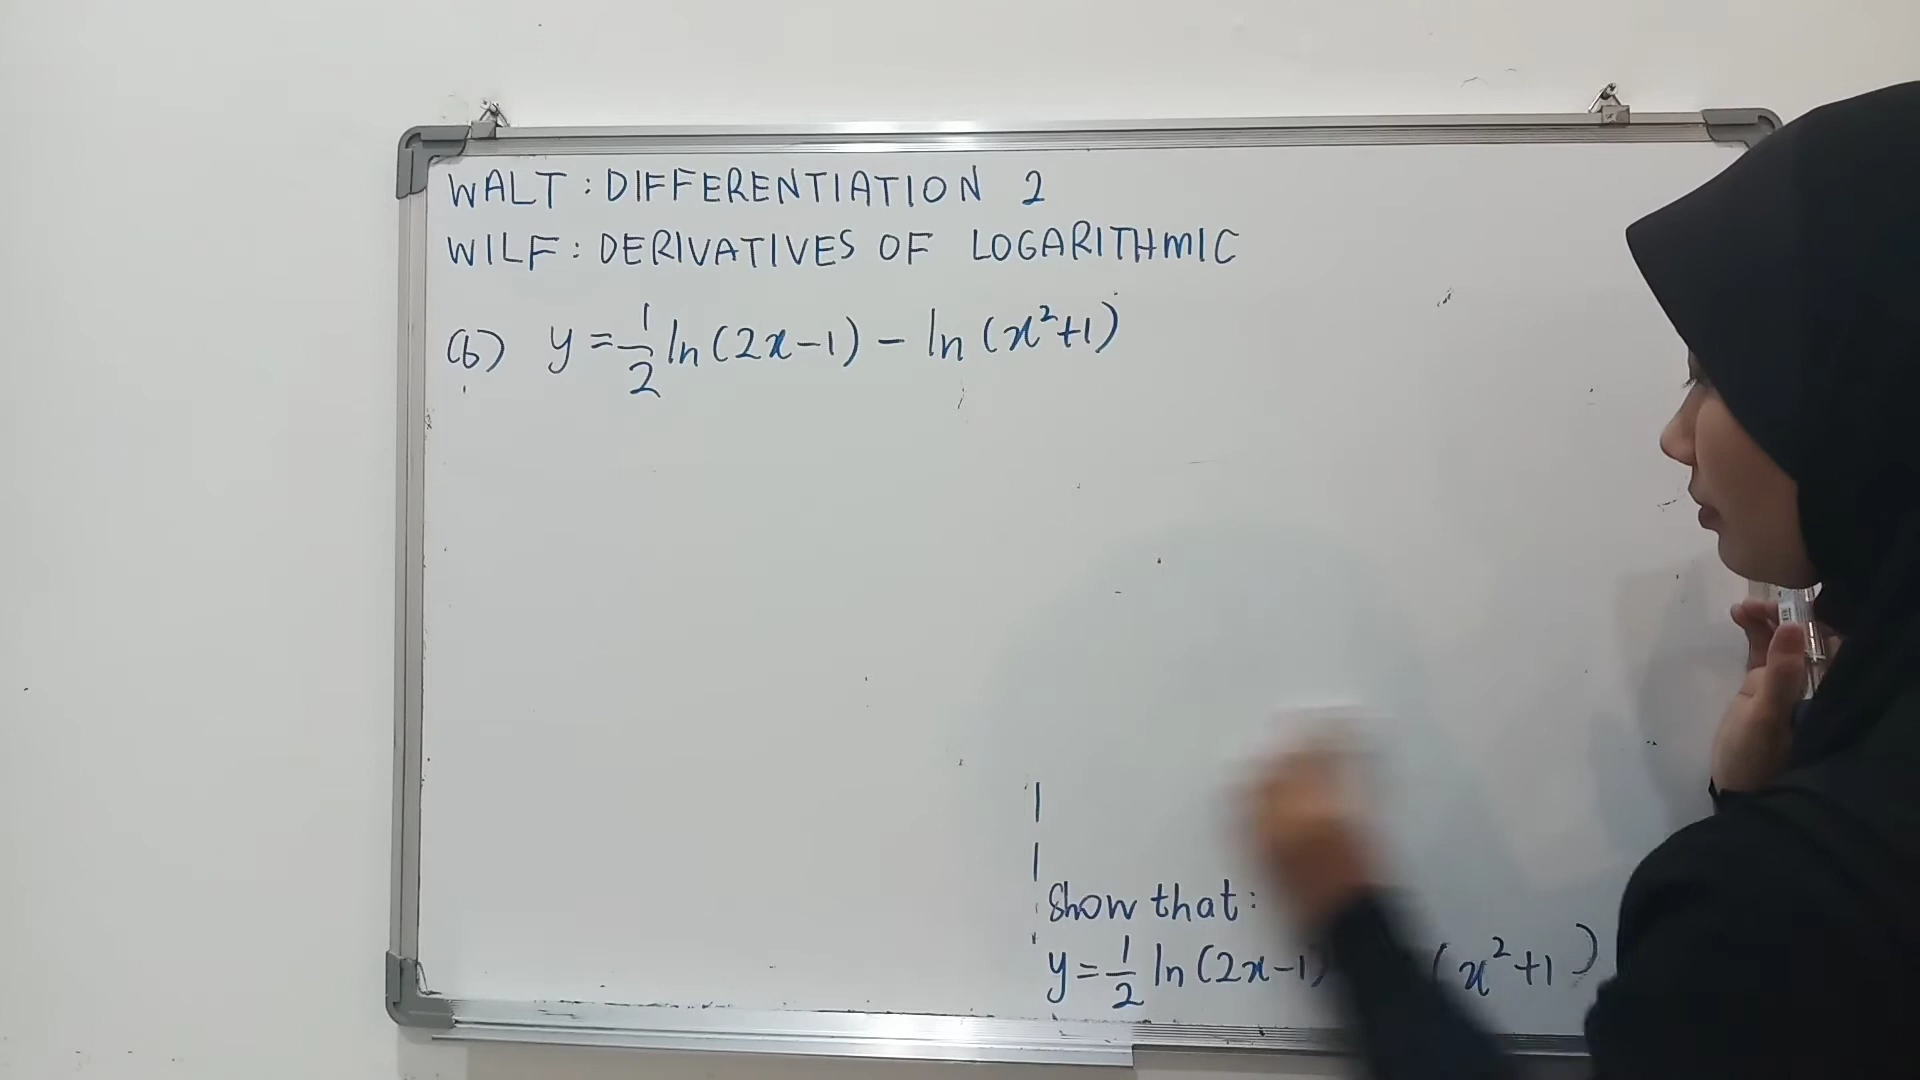 WALT : DIFFERENTIATION 2
WILF : DERIVATIVES OF LOGARITHMIC
(b) y = 1/2 ln (2x-1) - ln (x²+1)
Show that :
y = 1/2 ln (2x-1) (x²+1)